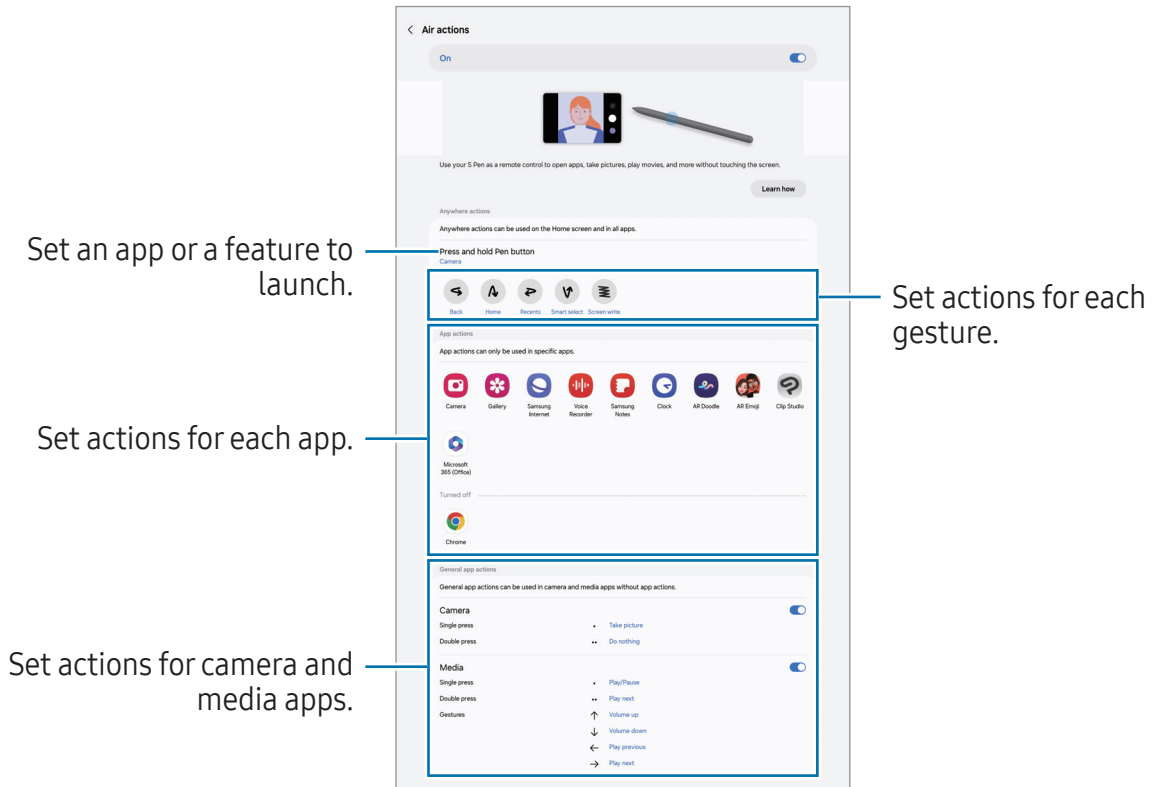 Air actions
On
Use your S Pen as a remote control to open apps, take pictures, play movies, and more without touching the screen.
Learn how
Anywhere actions
Anywhere actions can be used on the Home screen and in all apps.
Set an app or a feature to
launch.
Press and hold Pen button
Camera
Back Home Recents Smart select Screen write
Set actions for each
gesture.
App actions
App actions can only be used in specific apps.
Camera Gallery Samsung Voice Samsung Clock AR Doodle AR Emoji Clip Studio
Internet Recorder Notes
Set actions for each app.
Microsoft
365 (Office)
Turned off
Chrome
General app actions
General app actions can be used in camera and media apps without app actions.
Camera
Single press Take picture
Double press Do nothing
Set actions for camera and
media apps.
Media
Single press Play/Pause
Double press Play next
Gestures Volume up
Volume down
Play previous
Play next